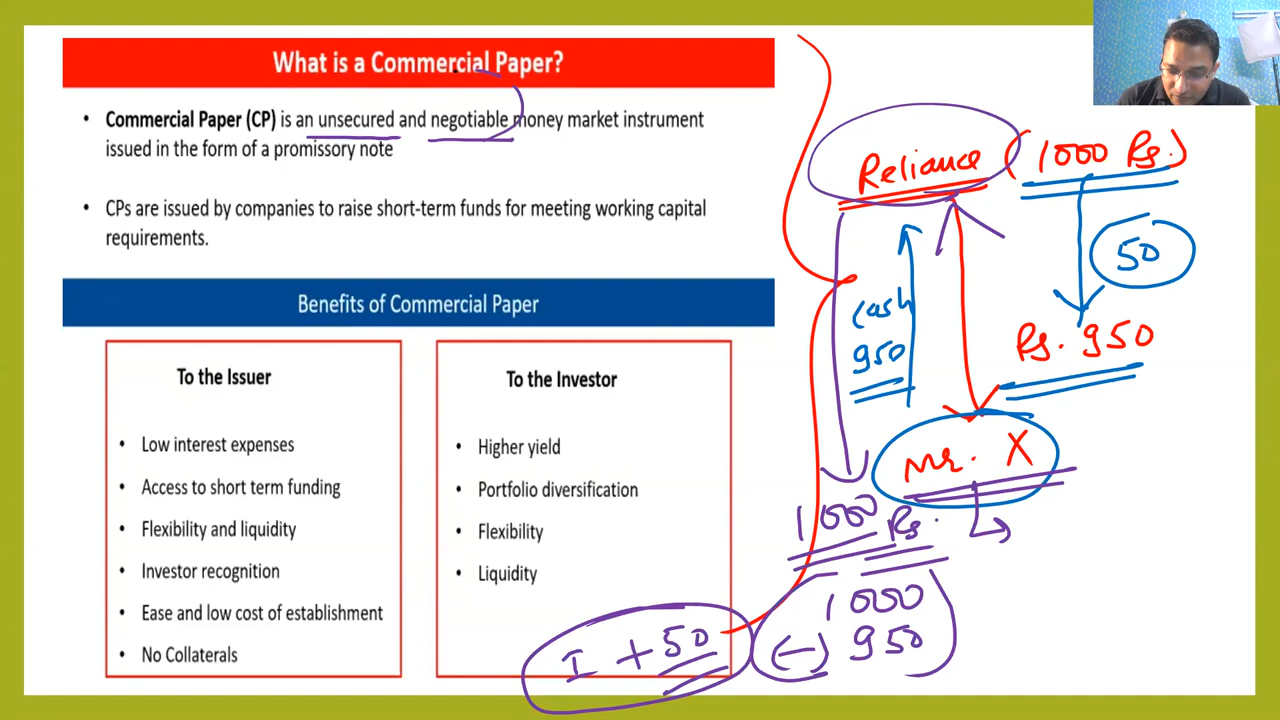 What is a Commercial Paper?
• Commercial Paper (CP) is an unsecured and negotiable money market instrument
issued in the form of a promissory note
• CPs are issued by companies to raise short-term funds for meeting working capital
requirements.
Benefits of Commercial Paper
To the Issuer
• Low interest expenses
• Access to short term funding
• Flexibility and liquidity
• Investor recognition
• Ease and low cost of establishment
• No Collaterals
To the Investor
• Higher yield
• Portfolio diversification
• Flexibility
• Liquidity
Reliance (1000 Rs.)
50
Cash
950
Rs. 950
Mr. X
1000 Rs.
1000
(-) 950
I + 50